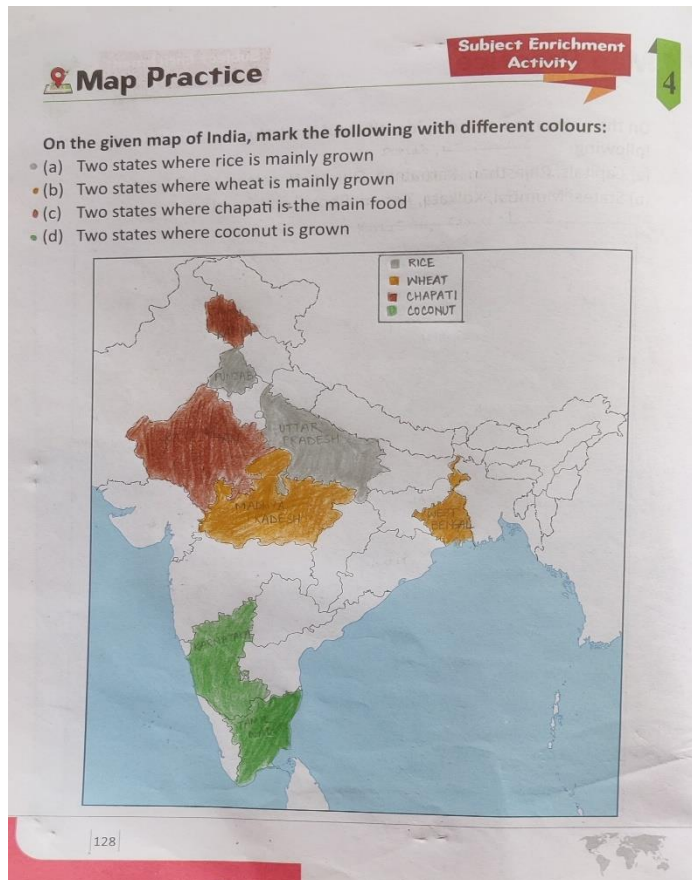 Subject Enrichment
Activity
4
Map Practice
On the given map of India, mark the following with different colours:
(a) Two states where rice is mainly grown
(b) Two states where wheat is mainly grown
(c) Two states where chapati is the main food
(d) Two states where coconut is grown
RICE
WHEAT
CHAPATI
COCONUT
PUNJAB
UTTAR
PRADESH
MADHYA
PRADESH
WEST
BENGAL
KARNATAKA
128